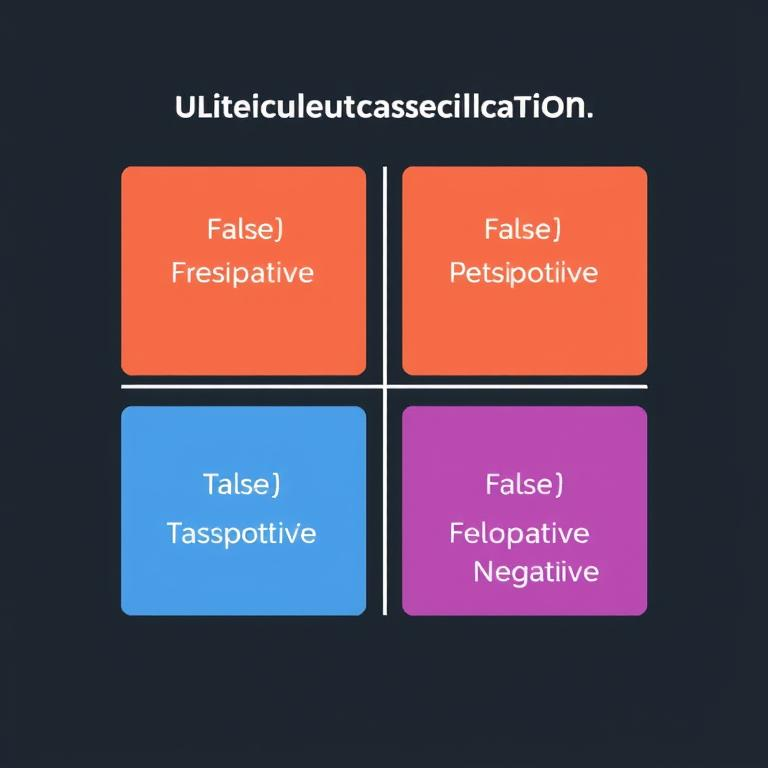 ULiteiculeutcassecillcaTiOn.
False)
Fresipative
False)
Petsipotiive
Talse)
Tasspottive
False)
Felopative
Negatiive